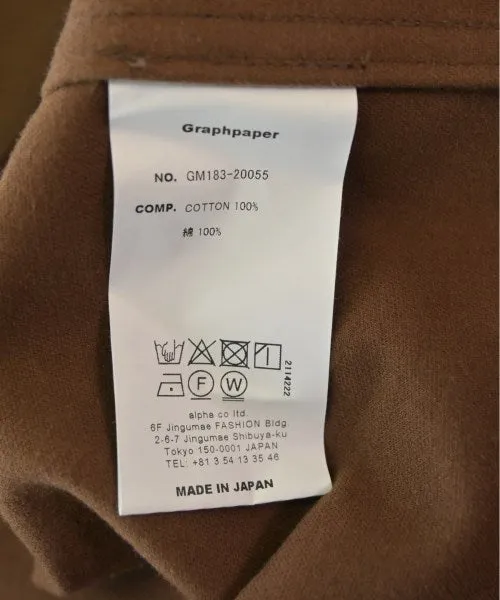 Graphpaper
NO. GM183-20055
COMP. COTTON 100%
綿 100%
2114222
F W
alpha co ltd.
6F Jingumae FASHION Bldg.
2-6-7 Jingumae Shibuya-ku
Tokyo 150-0001 JAPAN
TEL: +81 3 54 13 35 46
MADE IN JAPAN